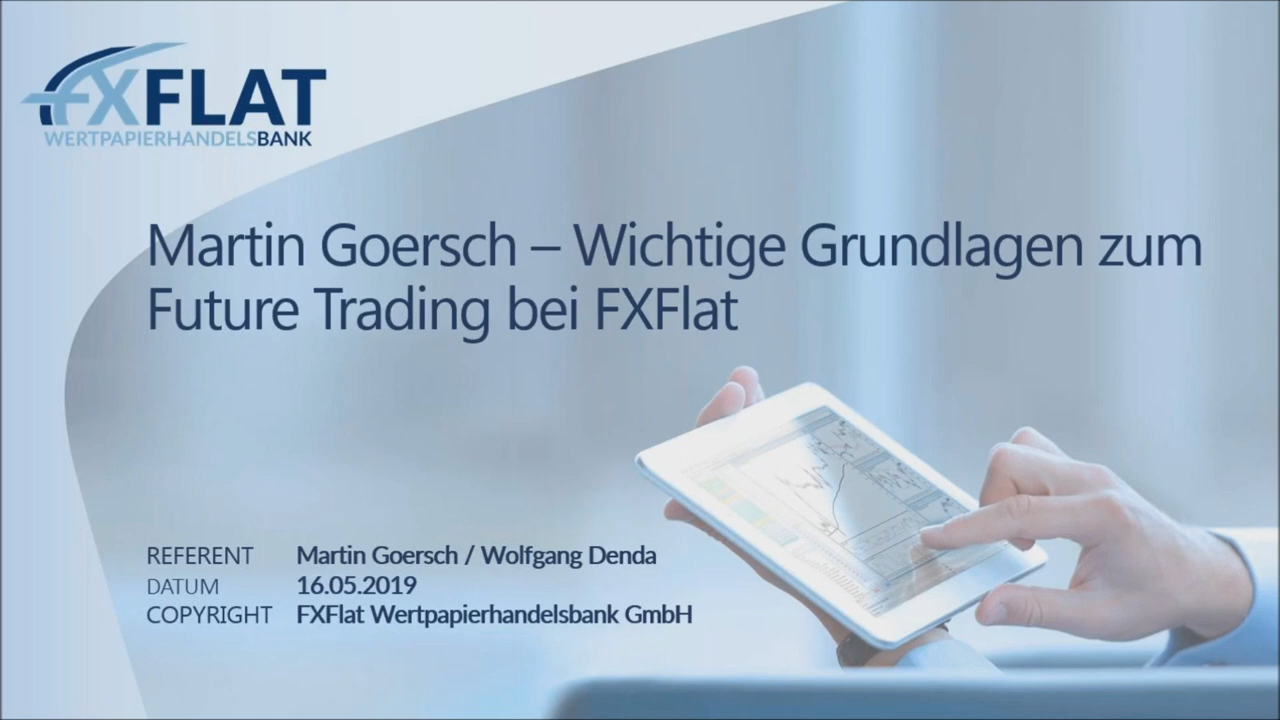 FXFLAT
WERTPAPIERHANDELSBANK
Martin Goersch – Wichtige Grundlagen zum
Future Trading bei FXFlat
REFERENT Martin Goersch / Wolfgang Denda
DATUM 16.05.2019
COPYRIGHT FXFlat Wertpapierhandelsbank GmbH